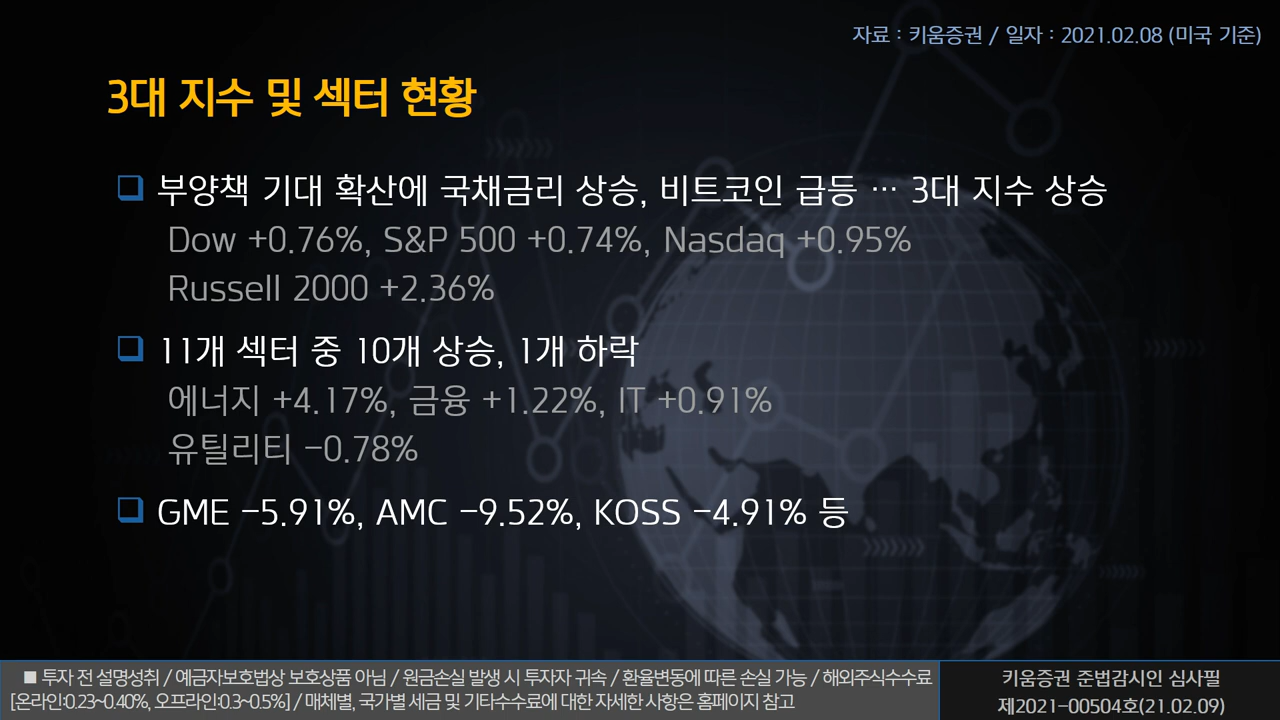 자료 : 키움증권 / 일자 : 2021.02.08 (미국 기준)
3대 지수 및 섹터 현황
❑ 부양책 기대 확산에 국채금리 상승, 비트코인 급등 … 3대 지수 상승
Dow +0.76%, S&P 500 +0.74%, Nasdaq +0.95%
Russell 2000 +2.36%
❑ 11개 섹터 중 10개 상승, 1개 하락
에너지 +4.17%, 금융 +1.22%, IT +0.91%
유틸리티 -0.78%
❑ GME -5.91%, AMC -9.52%, KOSS -4.91% 등
■ 투자 전 설명성취 / 예금자보호법상 보호상품 아님 / 원금손실 발생 시 투자자 귀속 / 환율변동에 따른 손실 가능 / 해외주식수수료
[온라인:0.23~0.40%, 오프라인:0.3~0.5%] / 매체별, 국가별 세금 및 기타수수료에 대한 자세한 사항은 홈페이지 참고
키움증권 준법감시인 심사필
제2021-00504호(21.02.09)